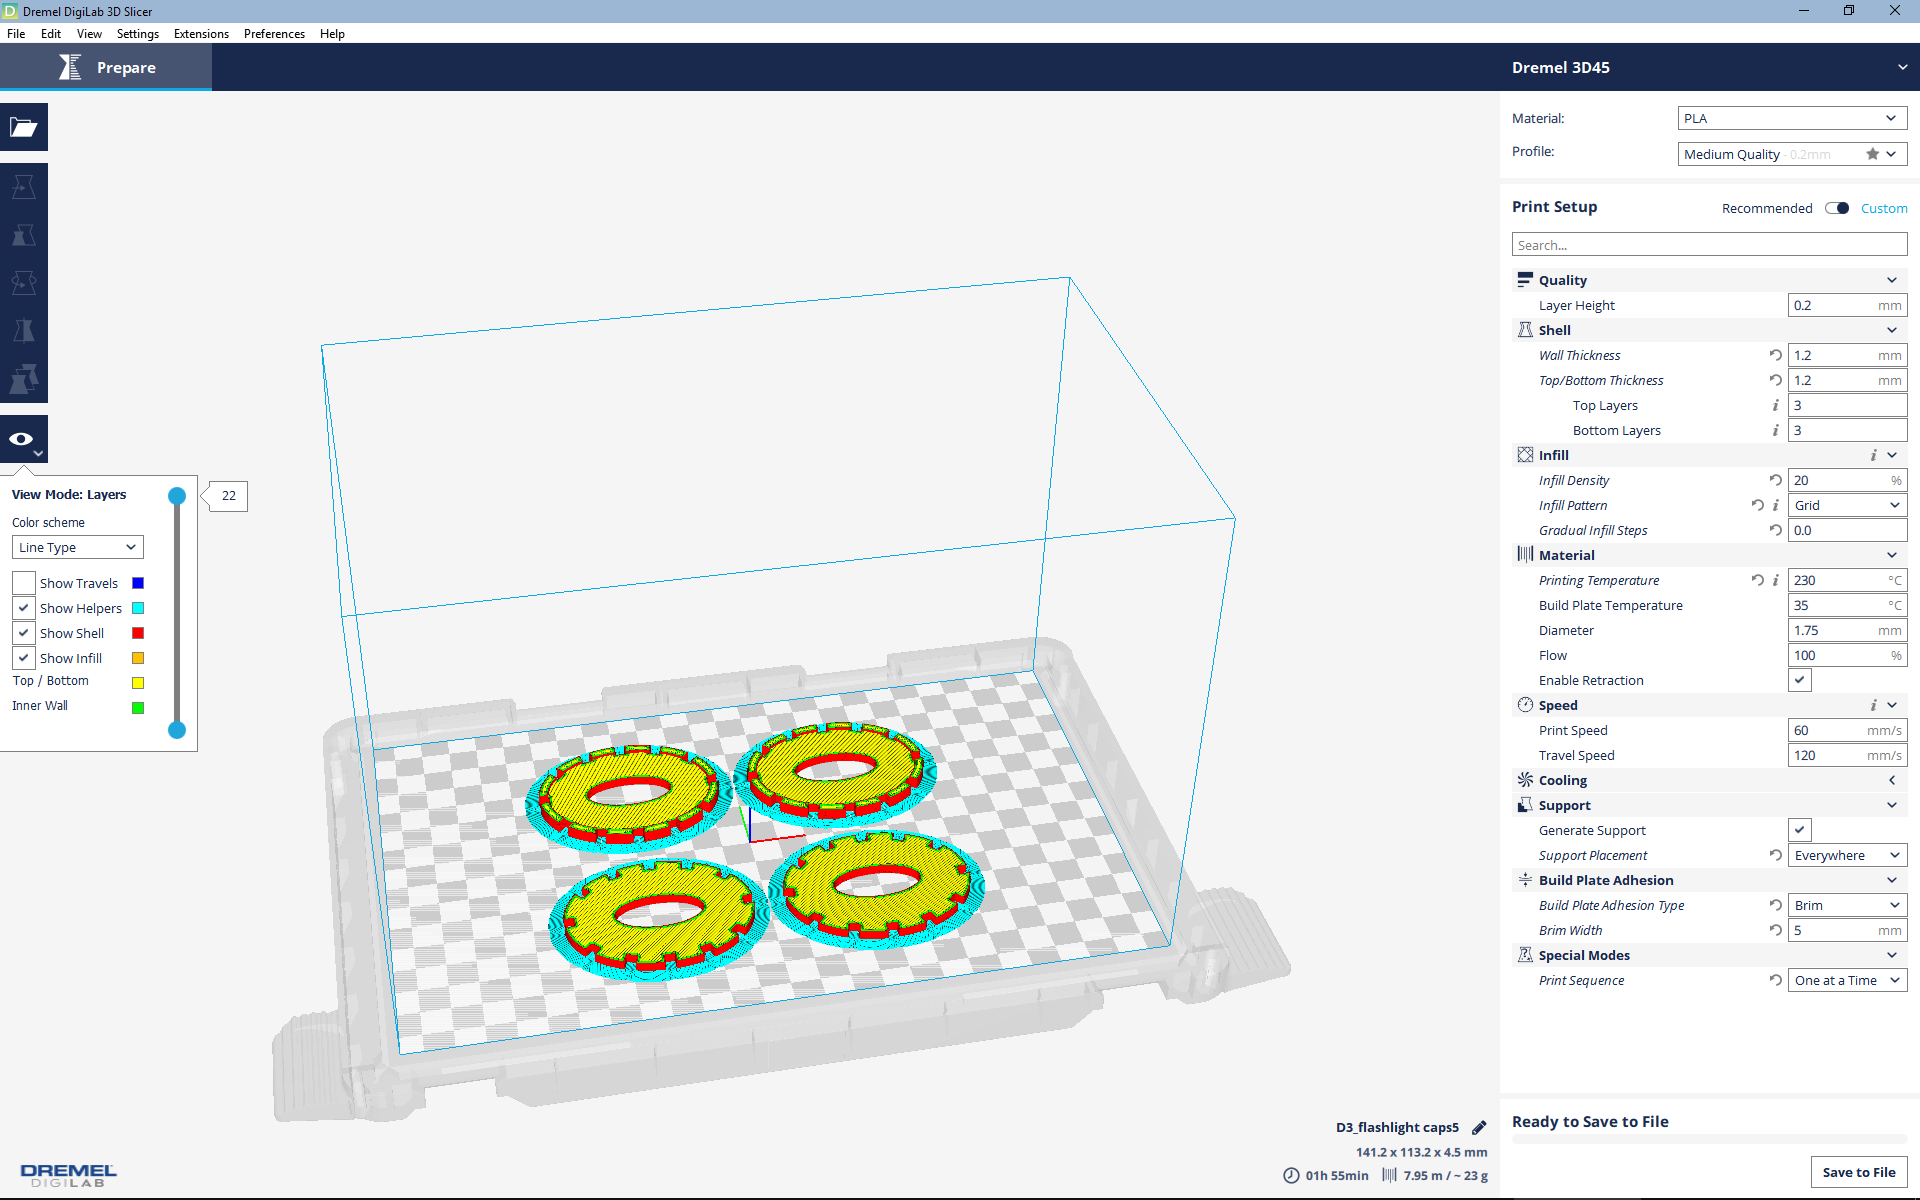 Dremel DigiLab 3D Slicer
File Edit View Settings Extensions Preferences Help
Prepare
Dremel 3D45
Material: PLA
Profile: Medium Quality - 0.2mm
Print Setup Recommended Custom
Search...
Quality
Layer Height 0.2 mm
Shell
Wall Thickness 1.2 mm
Top/Bottom Thickness 1.2 mm
Top Layers i 3
Bottom Layers i 3
Infill i
Infill Density 20 %
Infill Pattern i Grid
Gradual Infill Steps 0.0
Material
Printing Temperature i 230 °C
Build Plate Temperature 35 °C
Diameter 1.75 mm
Flow 100 %
Enable Retraction
Speed i
Print Speed 60 mm/s
Travel Speed 120 mm/s
Cooling
Support
Generate Support
Support Placement Everywhere
Build Plate Adhesion
Build Plate Adhesion Type Brim
Brim Width 5 mm
Special Modes
Print Sequence One at a Time
View Mode: Layers
22
Color scheme
Line Type
Show Travels
Show Helpers
Show Shell
Show Infill
Top / Bottom
Inner Wall
D3_flashlight caps5
141.2 x 113.2 x 4.5 mm
01h 55min 7.95 m / ~ 23 g
Ready to Save to File
Save to File
DREMEL
DIGILAB